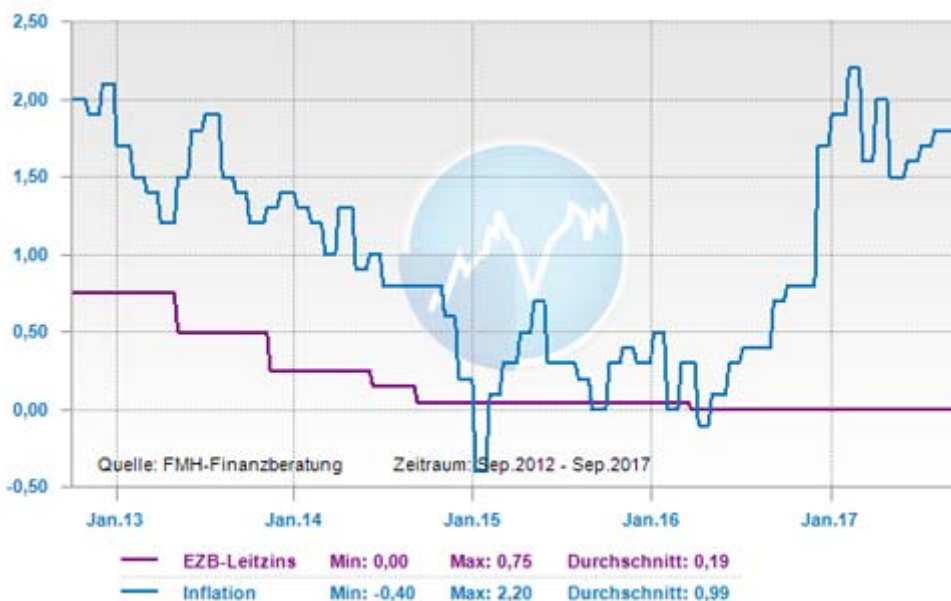 2,50
2,00
1,50
1,00
0,50
0,00
-0,50
Quelle: FMH-Finanzberatung Zeitraum: Sep.2012 - Sep.2017
Jan.13 Jan.14 Jan.15 Jan.16 Jan.17
EZB-Leitzins Min: 0,00 Max: 0,75 Durchschnitt: 0,19
Inflation Min: -0,40 Max: 2,20 Durchschnitt: 0,99